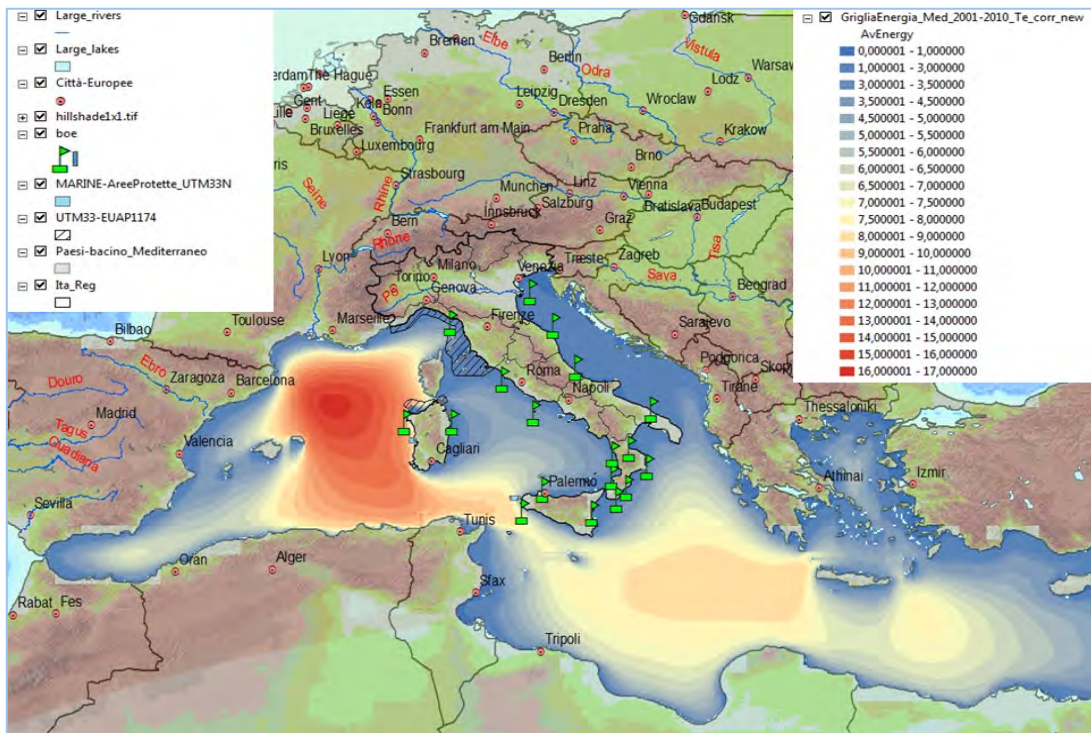 Large_rivers
Large_lakes
Città-Europee
hillshade1x1.tif
boe
MARINE-AreeProtette_UTM33N
UTM33-EUAP1174
Paesi-bacino_Mediterraneo
Ita_Reg
GrigliaEnergia_Med_2001-2010_Te_corr_new
AvEnergy
0,000001 - 1,000000
1,000001 - 3,000000
3,000001 - 3,500000
3,500001 - 4,500000
4,500001 - 5,000000
5,000001 - 5,500000
5,500001 - 6,000000
6,000001 - 6,500000
6,500001 - 7,000000
7,000001 - 7,500000
7,500001 - 8,000000
8,000001 - 9,000000
9,000001 - 10,000000
10,000001 - 11,000000
11,000001 - 12,000000
12,000001 - 13,000000
13,000001 - 14,000000
14,000001 - 15,000000
15,000001 - 16,000000
16,000001 - 17,000000
Gdansk
Bremen
Elbe
Vistula
Berlin
Odra
Warsaw
The Hague
Lodz
Essen
Leipzig
Gent
Koln
Bonn
Dresden
Wroclaw
Liege
Bruxelles
Frankfurt am Main
Praha
Krakow
Luxembourg
Brno
Strasbourg
Seine
Rhine
Linz
Munchen
Vienna
Salzburg
Bratislava
Budapest
Bern
Innsbruck
Graz
Rhône
Tisa
Lyon
Milano
Venezia
Trieste
Zagreb
Torino
Sava
Po
Genova
Beograd
Bilbao
Toulouse
Marseille
Firenze
Sarajevo
Ebro
Podgorica
Skop
Douro
Zaragoza
Barcelona
Roma
Tirane
Napoli
Madrid
Thessaloniki
Tagus
Valencia
Cagliari
Guadiana
Athinai
Izmir
Palermo
Sevilla
Tunis
Oran
Alger
Sfax
Rabat
Fes
Tripoli